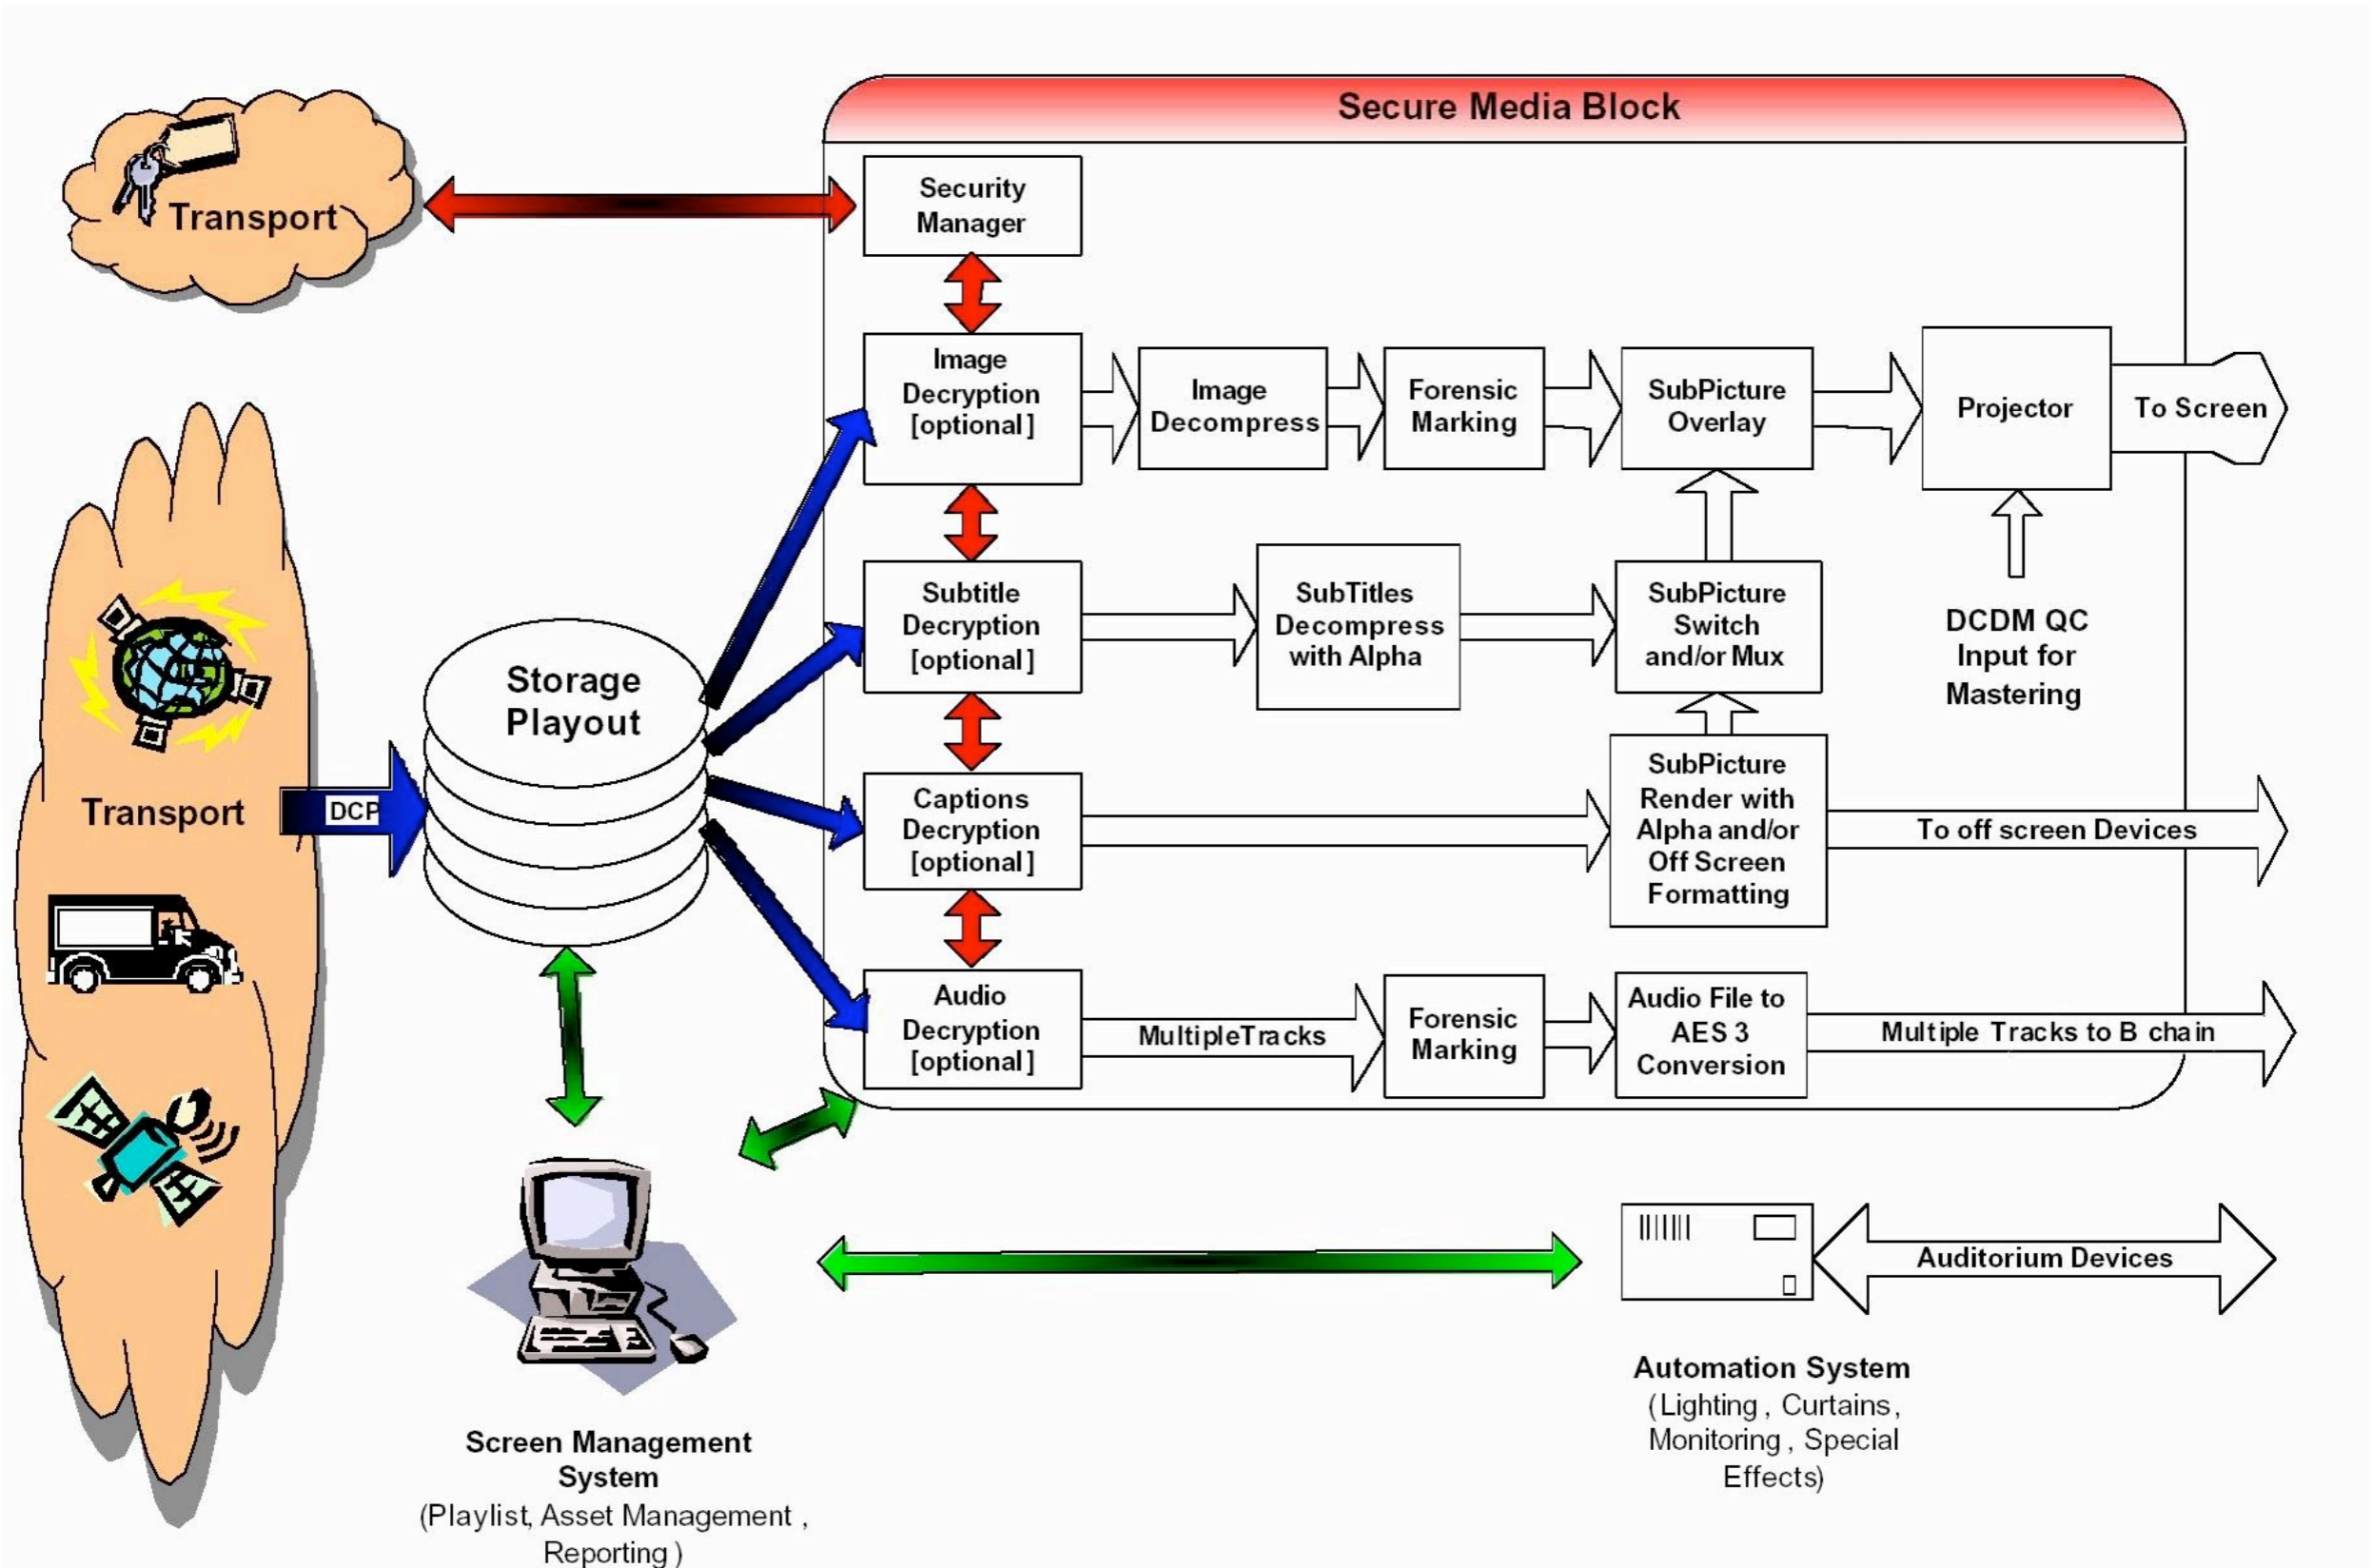 Secure Media Block
Transport
Security
Manager
Image
Decryption
[optional]
Image
Decompress
Forensic
Marking
SubPicture
Overlay
Projector
To Screen
Subtitle
Decryption
[optional]
SubTitles
Decompress
with Alpha
SubPicture
Switch
and/or Mux
DCDM QC
Input for
Mastering
Storage
Playout
Transport
DCP
Captions
Decryption
[optional]
SubPicture
Render with
Alpha and/or
Off Screen
Formatting
To off screen Devices
Audio
Decryption
[optional]
MultipleTracks
Forensic
Marking
Audio File to
AES 3
Conversion
Multiple Tracks to B chain
Auditorium Devices
Screen Management
System
(Playlist, Asset Management ,
Reporting )
Automation System
(Lighting , Curtains,
Monitoring , Special
Effects)